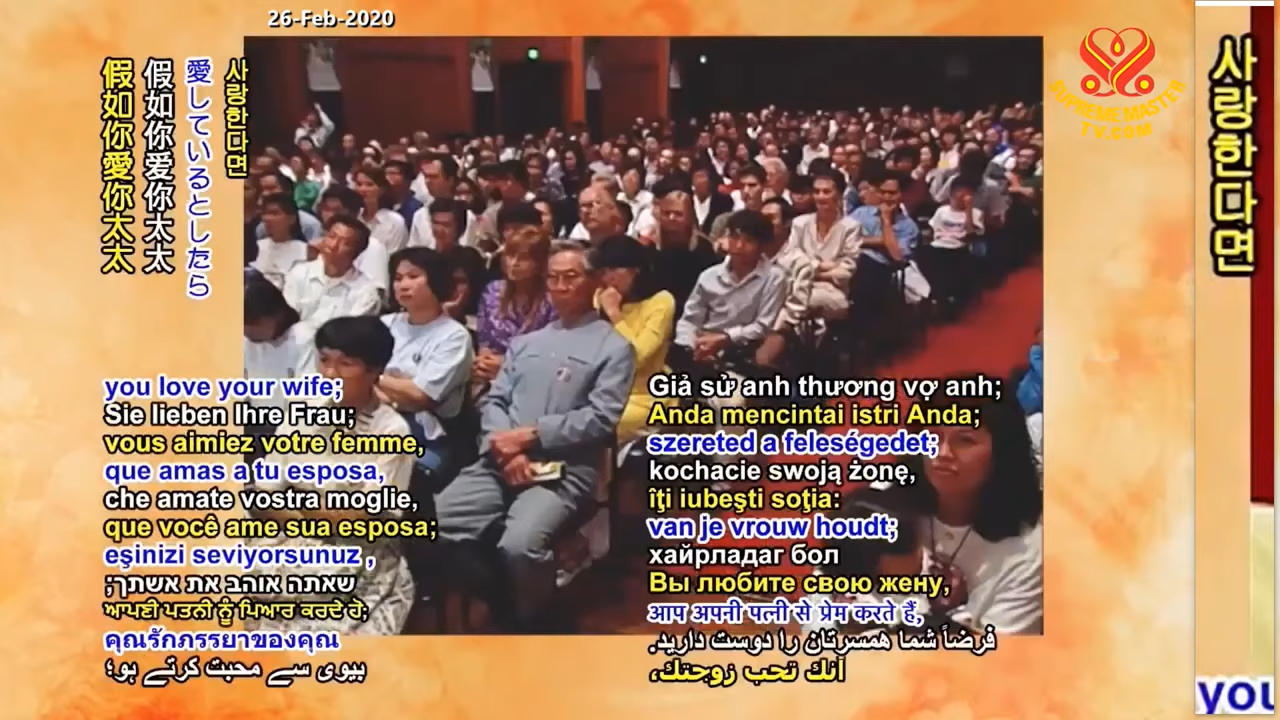 26-Feb-2020
SUPREME MASTER
TV.COM
사랑한다면
愛しているとしたら
假如你爱你太太
假如你愛你太太
you love your wife;
Sie lieben Ihre Frau;
vous aimiez votre femme,
que amas a tu esposa,
che amate vostra moglie,
que você ame sua esposa;
eşinizi seviyorsunuz ,
שאתה אוהב את אשתך;
ਆਪਣੀ ਪਤਨੀ ਨੂੰ ਪਿਆਰ ਕਰਦੇ ਹੋ;
คุณรักภรรยาของคุณ
بیوی سے محبت کرتے ہو؛
Giả sử anh thương vợ anh;
Anda mencintai istri Anda;
szereted a feleségedet;
kochacie swoją żonę,
îţi iubeşti soţia:
van je vrouw houdt;
хайрладаг бол
Вы любите свою жену,
आप अपनी पत्नी से प्रेम करते हैं,
فرضاً شما همسرتان را دوست دارید.
أنك تحب زوجتك،
사랑한다면
you